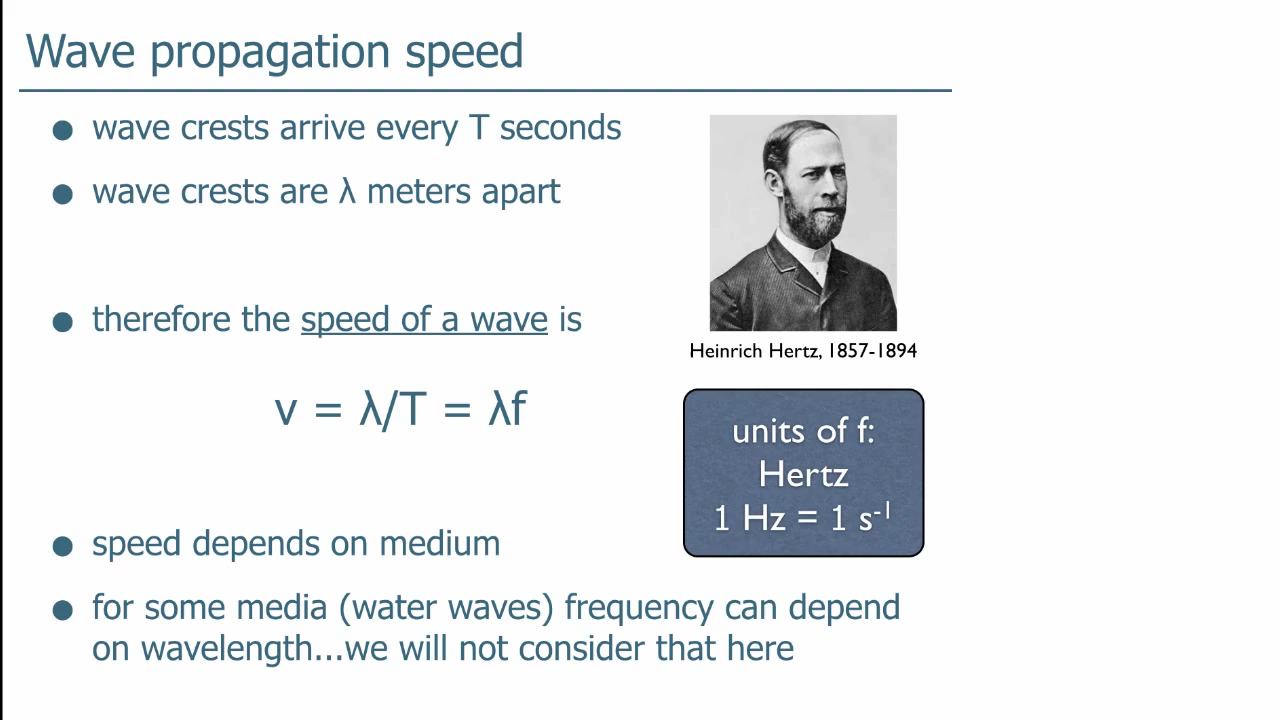 Wave propagation speed
● wave crests arrive every T seconds
● wave crests are λ meters apart
● therefore the speed of a wave is
v = λ/T = λf
● speed depends on medium
● for some media (water waves) frequency can depend
on wavelength...we will not consider that here
Heinrich Hertz, 1857-1894
units of f:
Hertz
1 Hz = 1 s⁻¹